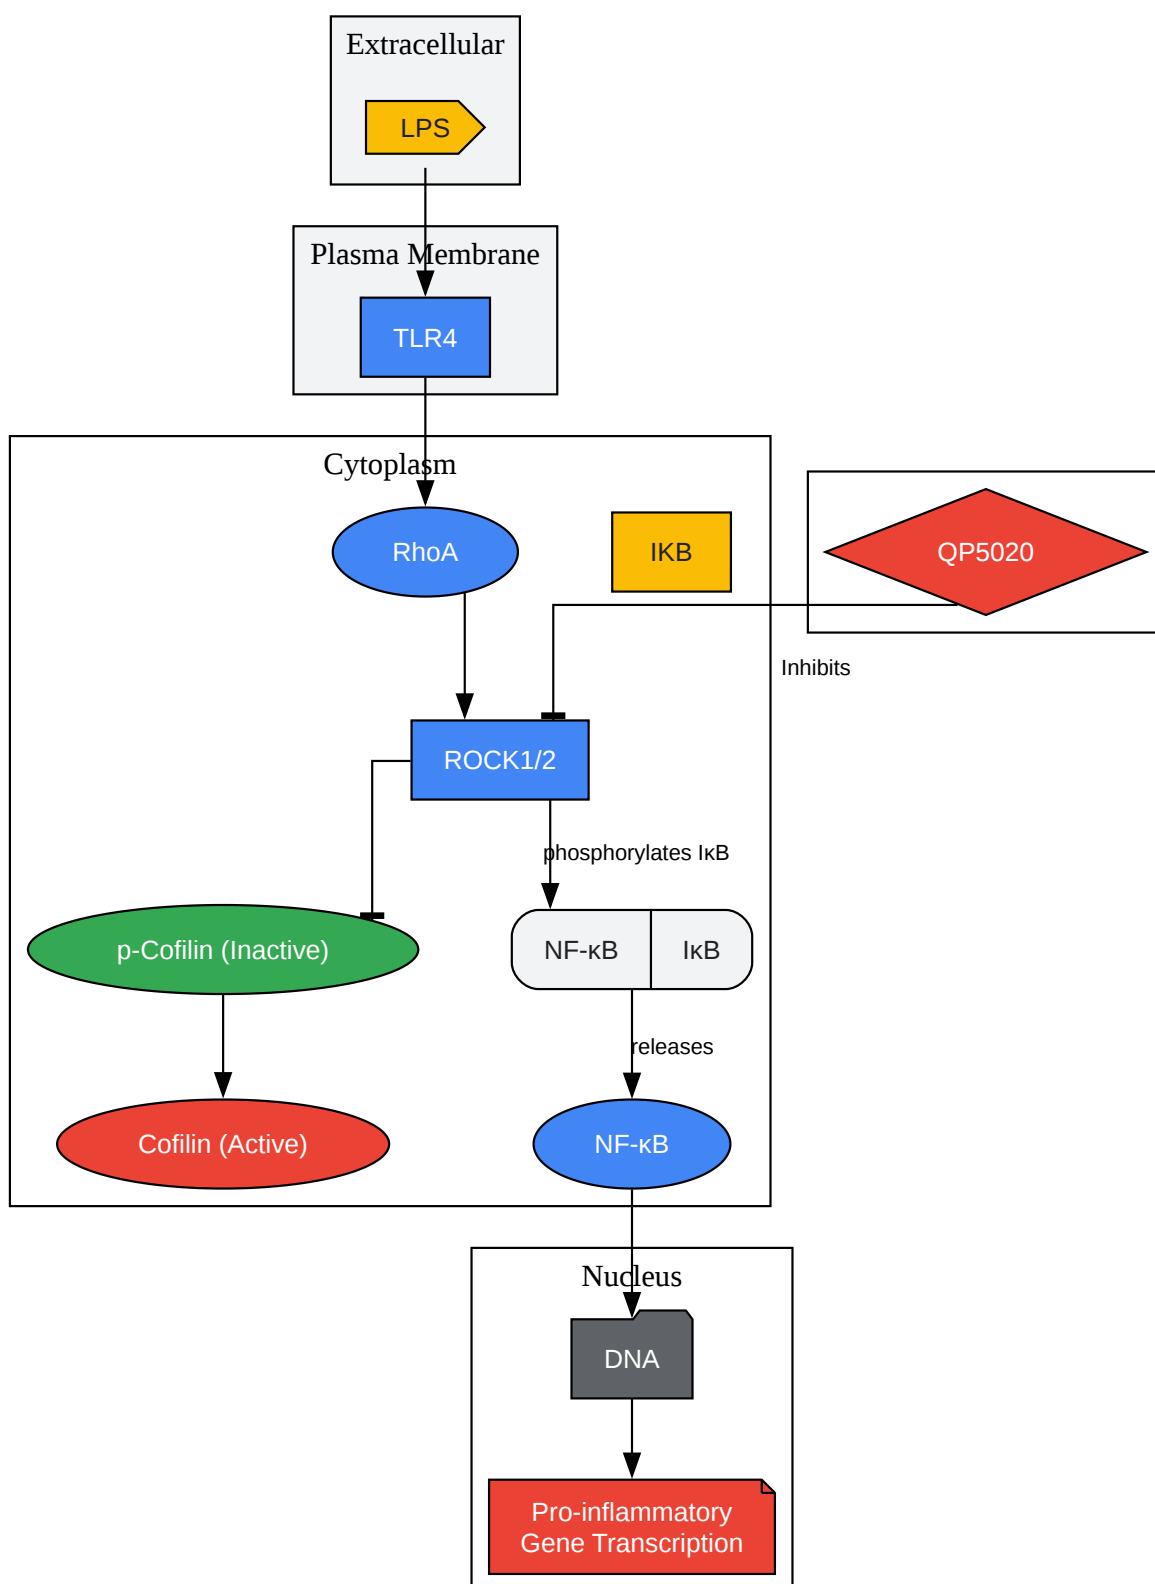 Extracellular
LPS
Plasma Membrane
TLR4
Cytoplasm
RhoA
IKB
QP5020
Inhibits
ROCK1/2
phosphorylates IκB
p-Cofilin (Inactive)
NF-κB
IκB
releases
Cofilin (Active)
NF-κB
Nucleus
DNA
Pro-inflammatory
Gene Transcription